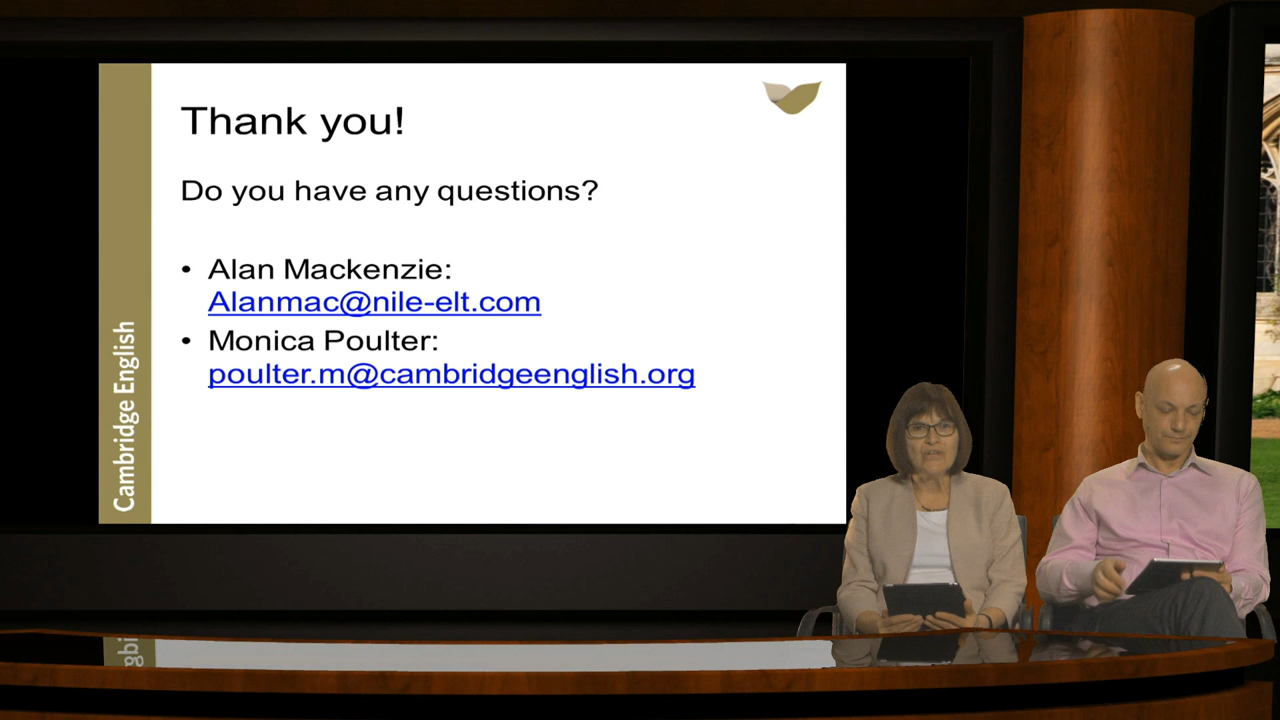 Thank you!
Do you have any questions?
• Alan Mackenzie:
Alanmac@nile-elt.com
• Monica Poulter:
poulter.m@cambridgeenglish.org
Cambridge English